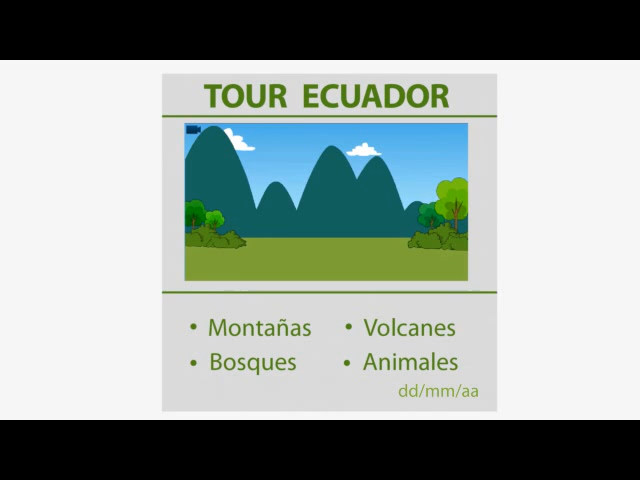 TOUR ECUADOR
• Montañas • Volcanes
• Bosques • Animales
dd/mm/aa